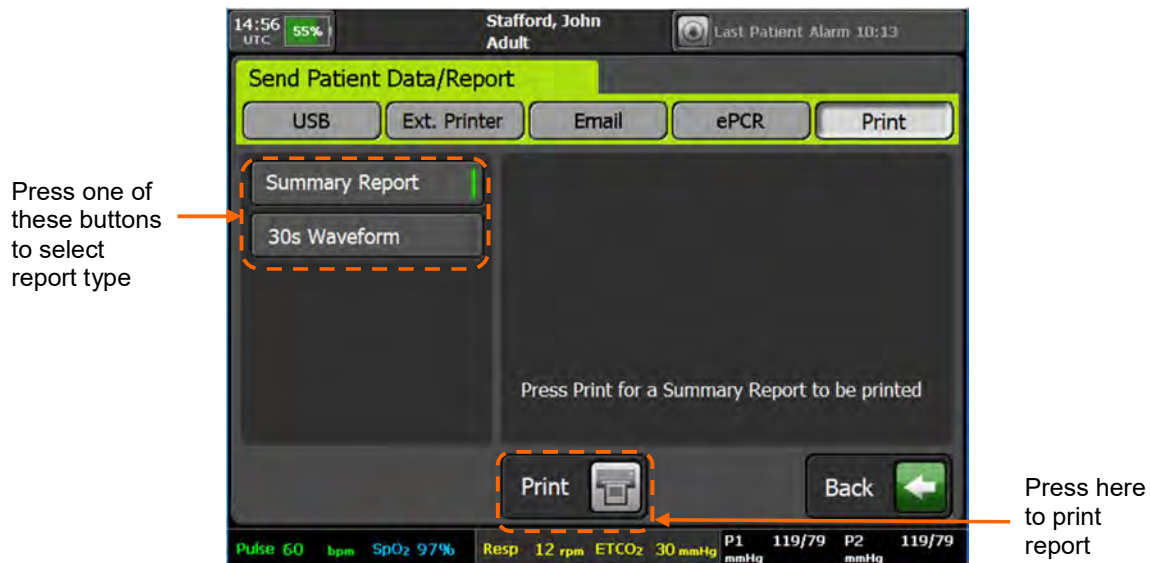 14:56
UTC
55%
Stafford, John
Adult
Last Patient Alarm 10:13
Send Patient Data/Report
USB
Ext. Printer
Email
ePCR
Print
Press one of
these buttons
to select
report type
Summary Report
30s Waveform
Press Print for a Summary Report to be printed
Print
Back
Press here
to print
report
Pulse 60 bpm SpO2 97% Resp 12 rpm ETCO2 30 mmHg
P1 119/79
mmHg
P2 119/79
mmHg